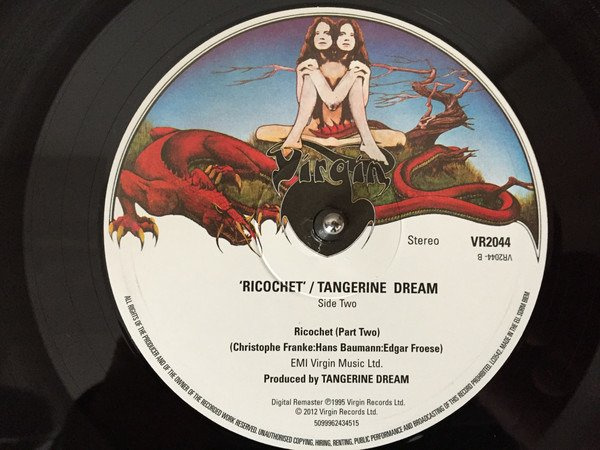 Virgin
Stereo VR2044
VR2044 - B
'RICOCHET' / TANGERINE DREAM
Side Two
Ricochet (Part Two)
(Christophe Franke:Hans Baumann:Edgar Froese)
EMI Virgin Music Ltd.
Produced by TANGERINE DREAM
Digital Remaster ℗1995 Virgin Records Ltd.
© 2012 Virgin Records Ltd.
5099962434515
ALL RIGHTS OF THE PRODUCER AND OF THE OWNER OF THE RECORDED WORK RESERVED. UNAUTHORISED COPYING, HIRING, RENTING, PUBLIC PERFORMANCE AND BROADCASTING OF THIS RECORD PROHIBITED. LC03542. MADE IN THE EU. SDRM BIEM